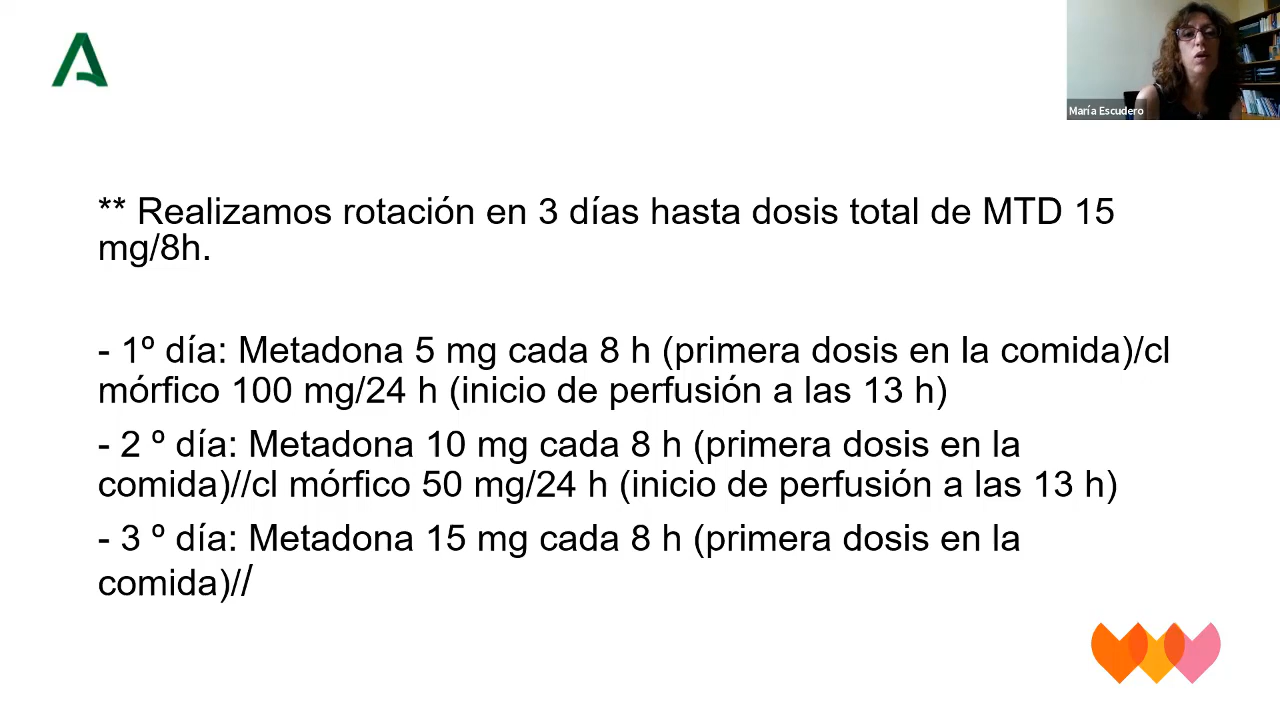 María Escudero
** Realizamos rotación en 3 días hasta dosis total de MTD 15
mg/8h.
- 1º día: Metadona 5 mg cada 8 h (primera dosis en la comida)/cl
mórfico 100 mg/24 h (inicio de perfusión a las 13 h)
- 2 º día: Metadona 10 mg cada 8 h (primera dosis en la
comida)//cl mórfico 50 mg/24 h (inicio de perfusión a las 13 h)
- 3 º día: Metadona 15 mg cada 8 h (primera dosis en la
comida)//